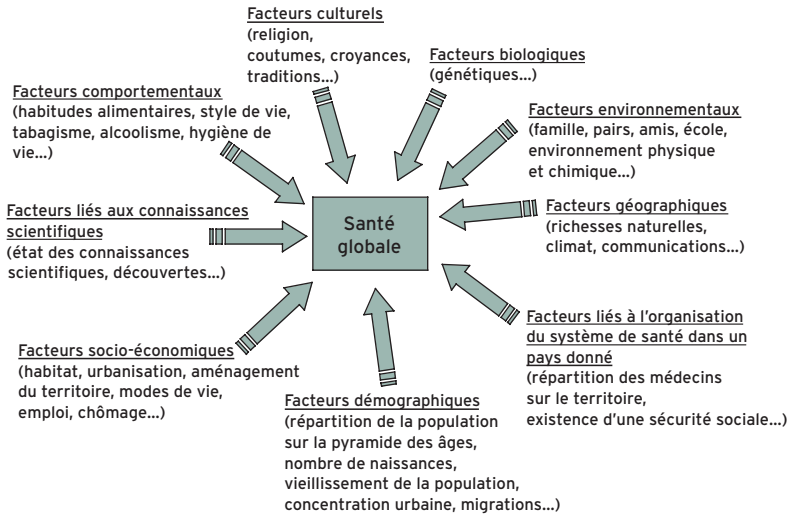 Facteurs culturels
(religion,
coutumes, croyances,
traditions...)
Facteurs biologiques
(génétiques...)
Facteurs comportementaux
(habitudes alimentaires, style de vie,
tabagisme, alcoolisme, hygiène de
vie...)
Facteurs environnementaux
(famille, pairs, amis, école,
environnement physique
et chimique...)
Facteurs liés aux connaissances
scientifiques
(état des connaissances
scientifiques, découvertes...)
Santé
globale
Facteurs géographiques
(richesses naturelles,
climat, communications...)
Facteurs liés à l'organisation
du système de santé dans un
pays donné
(répartition des médecins
sur le territoire,
existence d'une sécurité sociale...)
Facteurs socio-économiques
(habitat, urbanisation, aménagement
du territoire, modes de vie,
emploi, chômage...)
Facteurs démographiques
(répartition de la population
sur la pyramide des âges,
nombre de naissances,
vieillissement de la population,
concentration urbaine, migrations...)